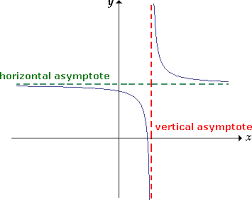 y
horizontal asymptote
vertical asymptote
x